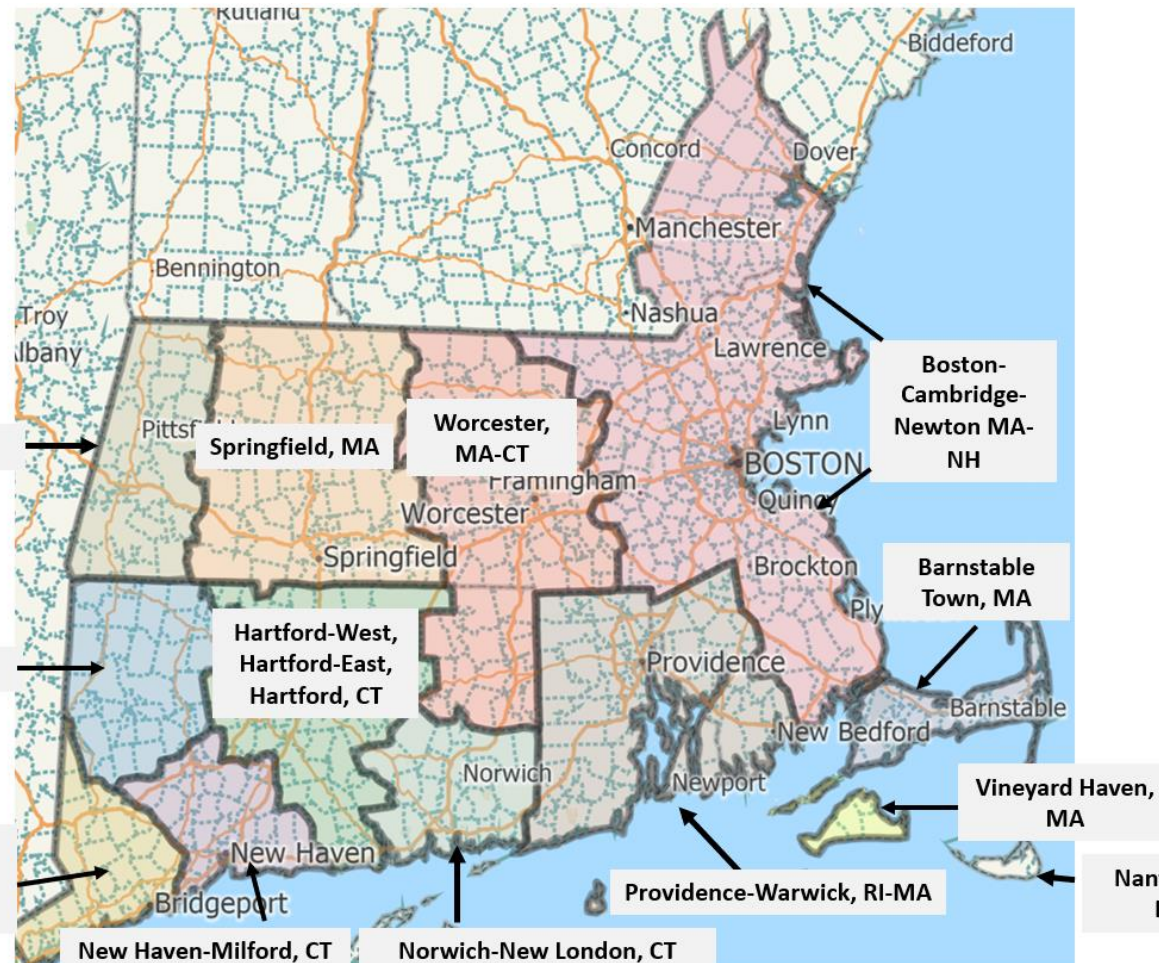 Rutland
Biddeford
Concord
Dover
Manchester
Bennington
Troy
Albany
Nashua
Lawrence
Boston-
Cambridge-
Newton MA-
NH
Pittsfi
Springfield, MA
Worcester,
MA-CT
Lynn
BOSTON
Framingham
Quincy
Worcester
Springfield
Brockton
Barnstable
Town, MA
Ply
Hartford-West,
Hartford-East,
Hartford, CT
Providence
Barnstable
New Bedford
Norwich
Newport
Vineyard Haven,
MA
New Haven
Providence-Warwick, RI-MA
Nan
Bridgeport
New Haven-Milford, CT
Norwich-New London, CT